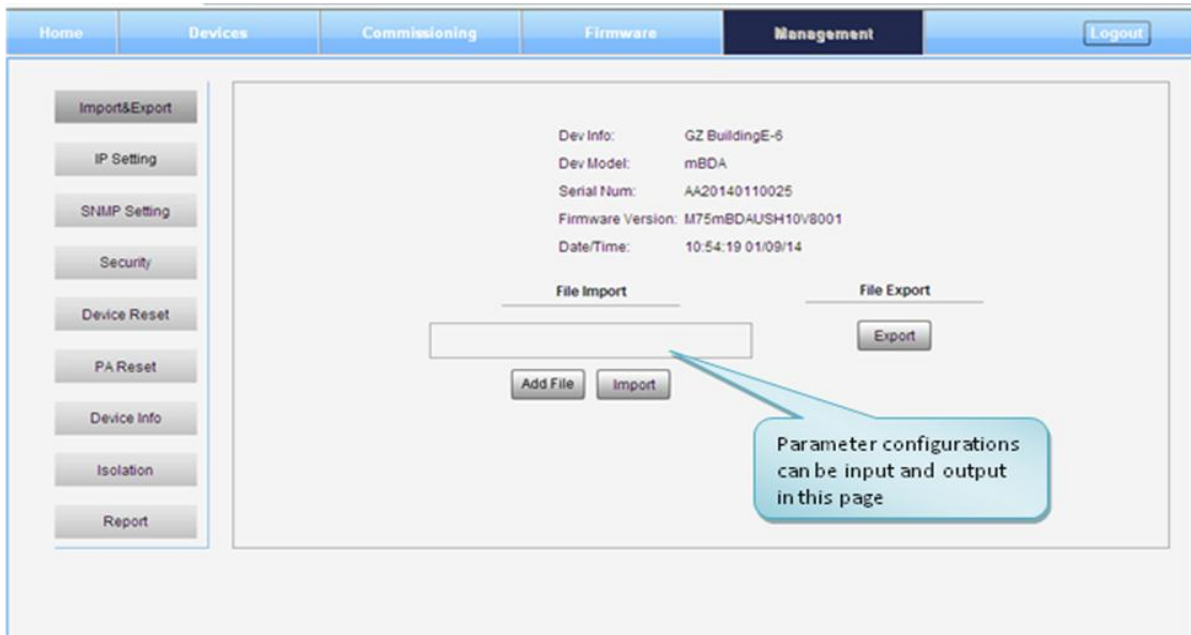 Home Devices Commissioning Firmware Management Logout
Import&Export
IP Setting
SNMP Setting
Security
Device Reset
PA Reset
Device Info
Isolation
Report
Dev Info: GZ BuildingE-6
Dev Model: mBDA
Serial Num: AA20140110025
Firmware Version: M75mBDAUSH10V8001
Date/Time: 10:54:19 01/09/14
File Import
File Export
Export
Add File Import
Parameter configurations
can be input and output
in this page